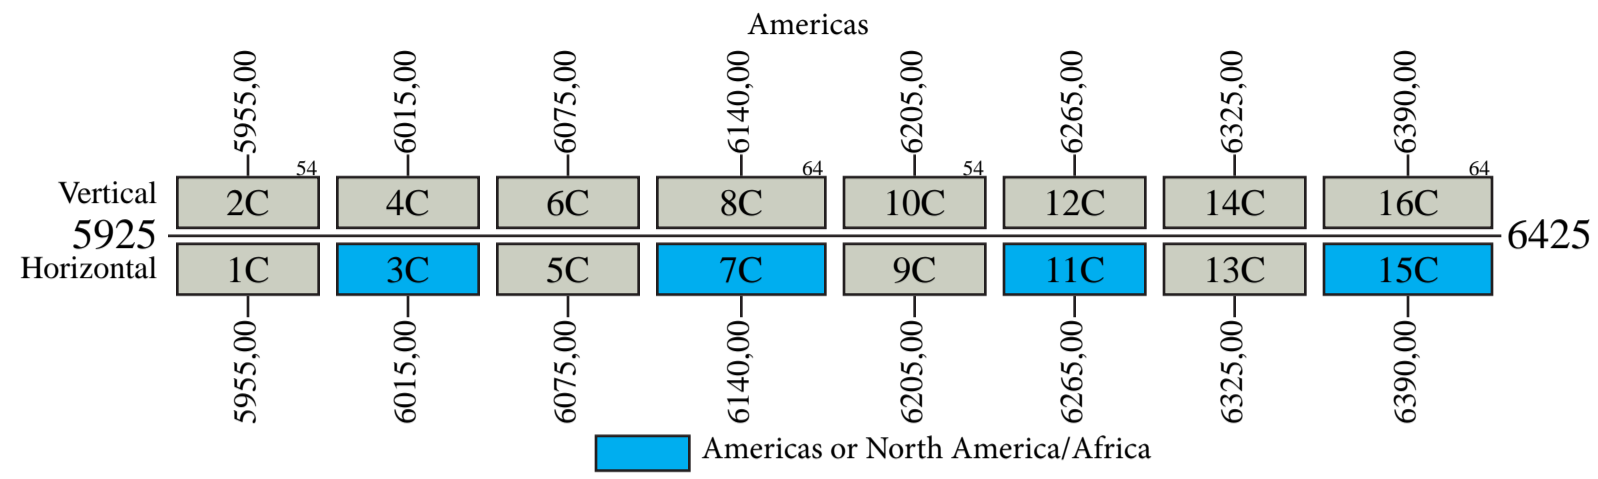 Americas
5955,00 6015,00 6075,00 6140,00 6205,00 6265,00 6325,00 6390,00
54 64 54 64
Vertical 2C 4C 6C 8C 10C 12C 14C 16C
5925 6425
Horizontal 1C 3C 5C 7C 9C 11C 13C 15C
5955,00 6015,00 6075,00 6140,00 6205,00 6265,00 6325,00 6390,00
Americas or North America/Africa